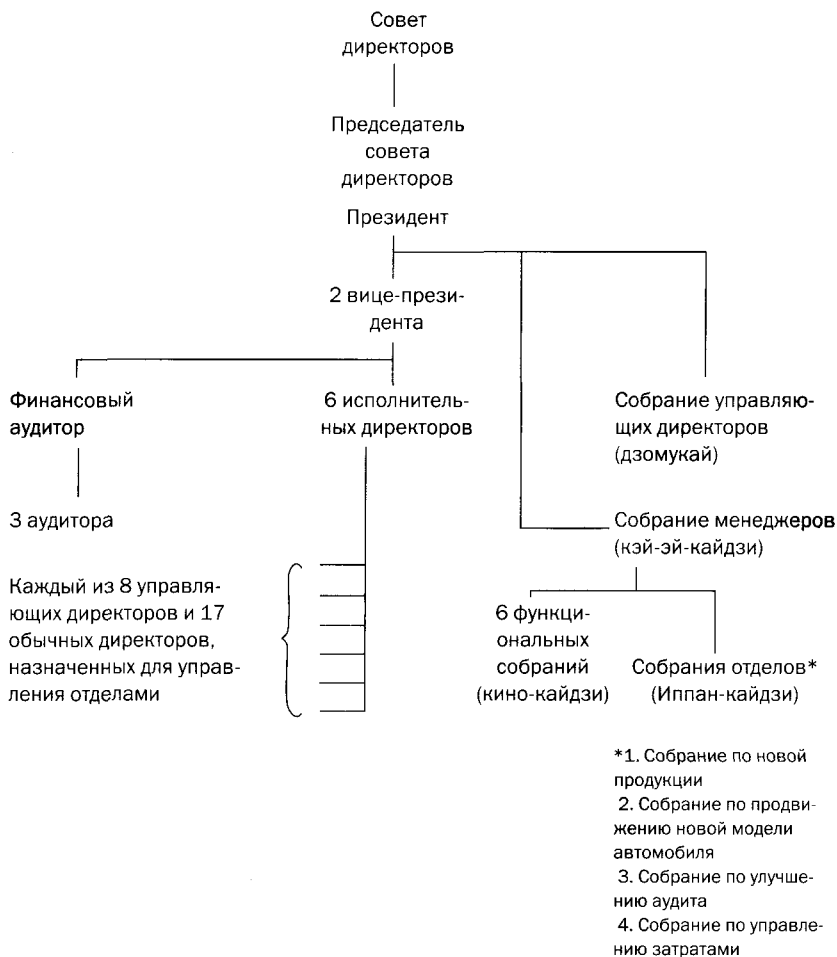 Совет
директоров
Председатель
совета
директоров
Президент
2 вице-прези-
дента
Финансовый
аудитор
6 исполнитель-
ных директоров
Собрание управляю-
щих директоров
(дзомукай)
3 аудитора
Собрание менеджеров
(кэй-эй-кайдзи)
Каждый из 8 управля-
ющих директоров и 17
обычных директоров,
назначенных для управ-
ления отделами
6 функци-
ональных
собраний
(кино-кайдзи)
Собрания отделов*
(Иппан-кайдзи)
*1. Собрание по новой
продукции
2. Собрание по продви-
жению новой модели
автомобиля
3. Собрание по улучше-
нию аудита
4. Собрание по управле-
нию затратами